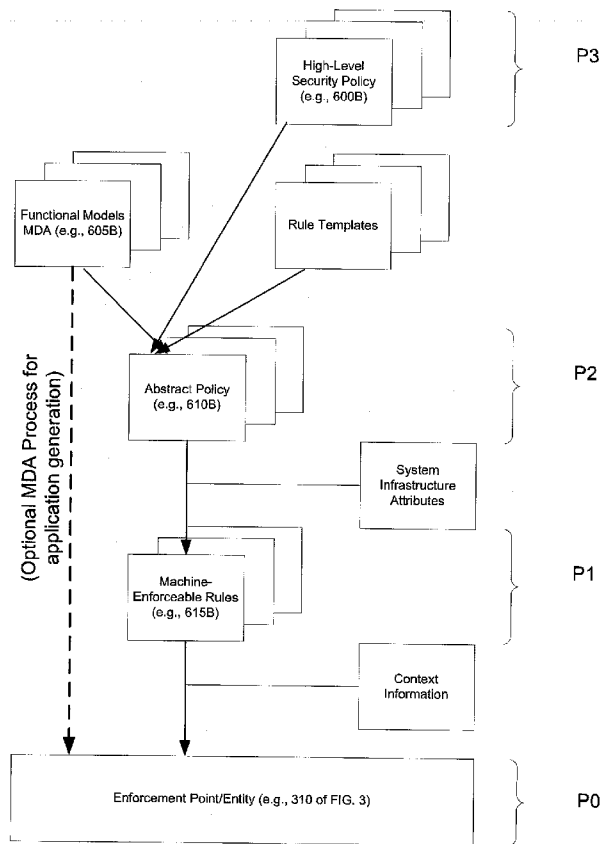 High-Level
Security Policy
(e.g., 600B)
P3
Functional Models
MDA (e.g., 605B)
Rule Templates
Abstract Policy
(e.g., 610B)
P2
(Optional MDA Process for
application generation)
System
Infrastructure
Attributes
Machine-
Enforceable Rules
(e.g., 615B)
P1
Context
Information
Enforcement Point/Entity (e.g., 310 of FIG. 3)
P0